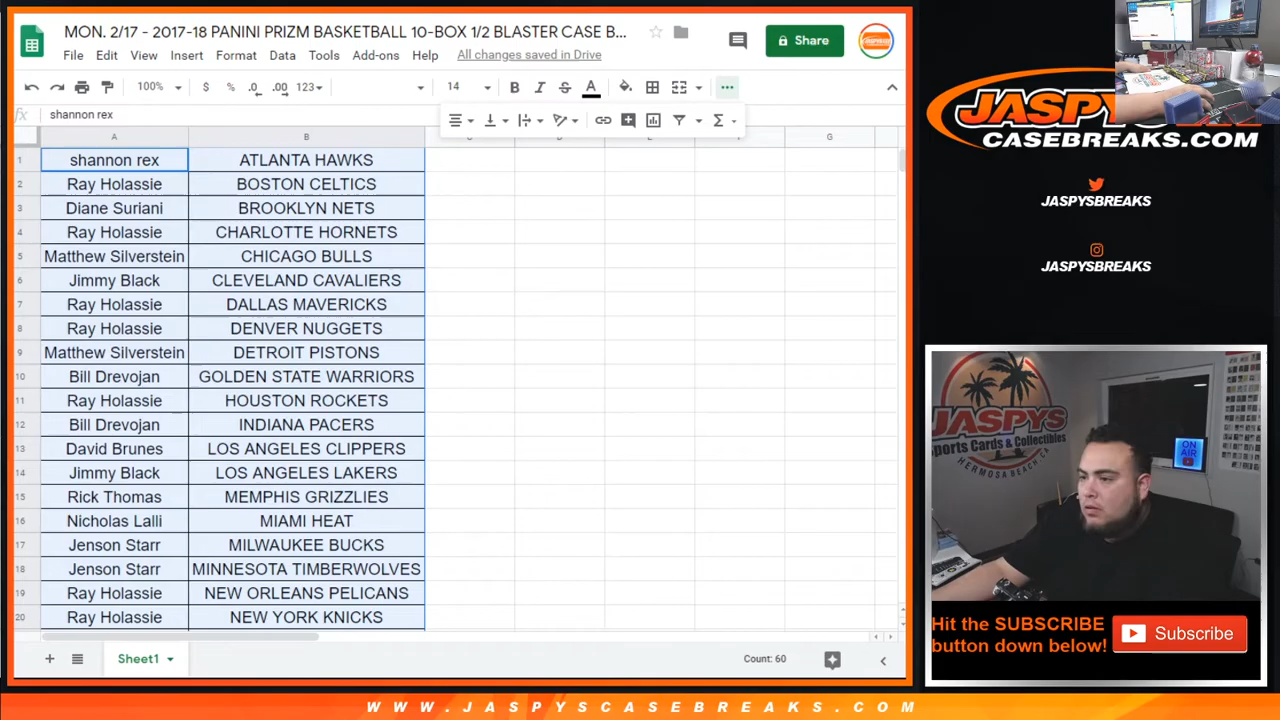 MON. 2/17 - 2017-18 PANINI PRIZM BASKETBALL 10-BOX 1/2 BLASTER CASE B...
Share
File Edit View Insert Format Data Tools Add-ons Help All changes saved in Drive
100% $ % .0 .00 123 14 B I S A ...
fx shannon rex
A B G
1 shannon rex ATLANTA HAWKS
2 Ray Holassie BOSTON CELTICS
3 Diane Suriani BROOKLYN NETS
4 Ray Holassie CHARLOTTE HORNETS
5 Matthew Silverstein CHICAGO BULLS
6 Jimmy Black CLEVELAND CAVALIERS
7 Ray Holassie DALLAS MAVERICKS
8 Ray Holassie DENVER NUGGETS
9 Matthew Silverstein DETROIT PISTONS
10 Bill Drevojan GOLDEN STATE WARRIORS
11 Ray Holassie HOUSTON ROCKETS
12 Bill Drevojan INDIANA PACERS
13 David Brunes LOS ANGELES CLIPPERS
14 Jimmy Black LOS ANGELES LAKERS
15 Rick Thomas MEMPHIS GRIZZLIES
16 Nicholas Lalli MIAMI HEAT
17 Jenson Starr MILWAUKEE BUCKS
18 Jenson Starr MINNESOTA TIMBERWOLVES
19 Ray Holassie NEW ORLEANS PELICANS
20 Ray Holassie NEW YORK KNICKS
Sheet1
Count: 60
JASPYS
CASEBREAKS.COM
JASPYSBREAKS
JASPYSBREAKS
JASPYS
Sports Cards & Collectibles
HERMOSA BEACH, CA
ON
AIR
Hit the SUBSCRIBE
button down below!
Subscribe
WWW.JASPYSCASEBREAKS.COM